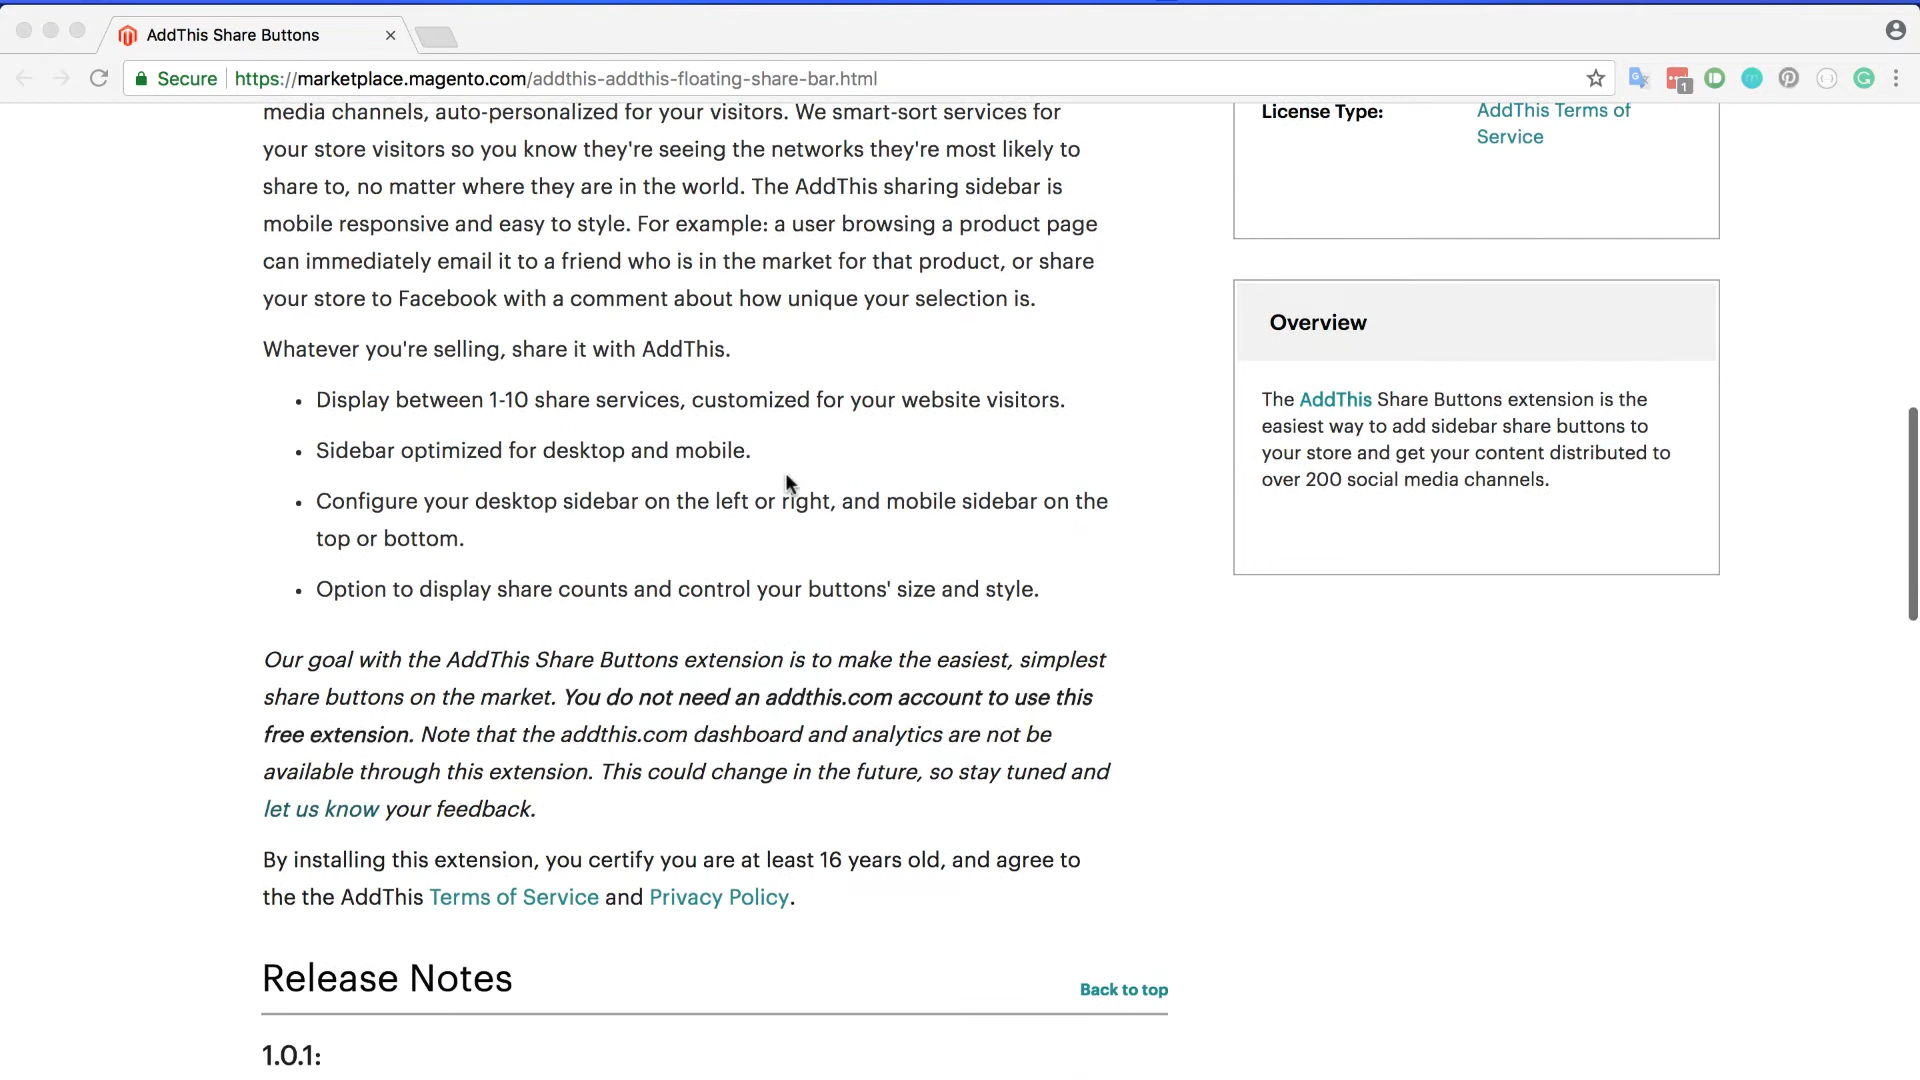 AddThis Share Buttons
Secure
https://marketplace.magento.com/addthis-addthis-floating-share-bar.html
1
media channels, auto-personalized for your visitors. We smart-sort services for
your store visitors so you know they're seeing the networks they're most likely to
share to, no matter where they are in the world. The AddThis sharing sidebar is
mobile responsive and easy to style. For example: a user browsing a product page
can immediately email it to a friend who is in the market for that product, or share
your store to Facebook with a comment about how unique your selection is.
Whatever you're selling, share it with AddThis.
• Display between 1-10 share services, customized for your website visitors.
• Sidebar optimized for desktop and mobile.
• Configure your desktop sidebar on the left or right, and mobile sidebar on the
top or bottom.
• Option to display share counts and control your buttons' size and style.
Our goal with the AddThis Share Buttons extension is to make the easiest, simplest
share buttons on the market. You do not need an addthis.com account to use this
free extension. Note that the addthis.com dashboard and analytics are not be
available through this extension. This could change in the future, so stay tuned and
let us know your feedback.
By installing this extension, you certify you are at least 16 years old, and agree to
the the AddThis Terms of Service and Privacy Policy.
Release Notes
Back to top
1.0.1:
License Type:
AddThis Terms of
Service
Overview
The AddThis Share Buttons extension is the
easiest way to add sidebar share buttons to
your store and get your content distributed to
over 200 social media channels.